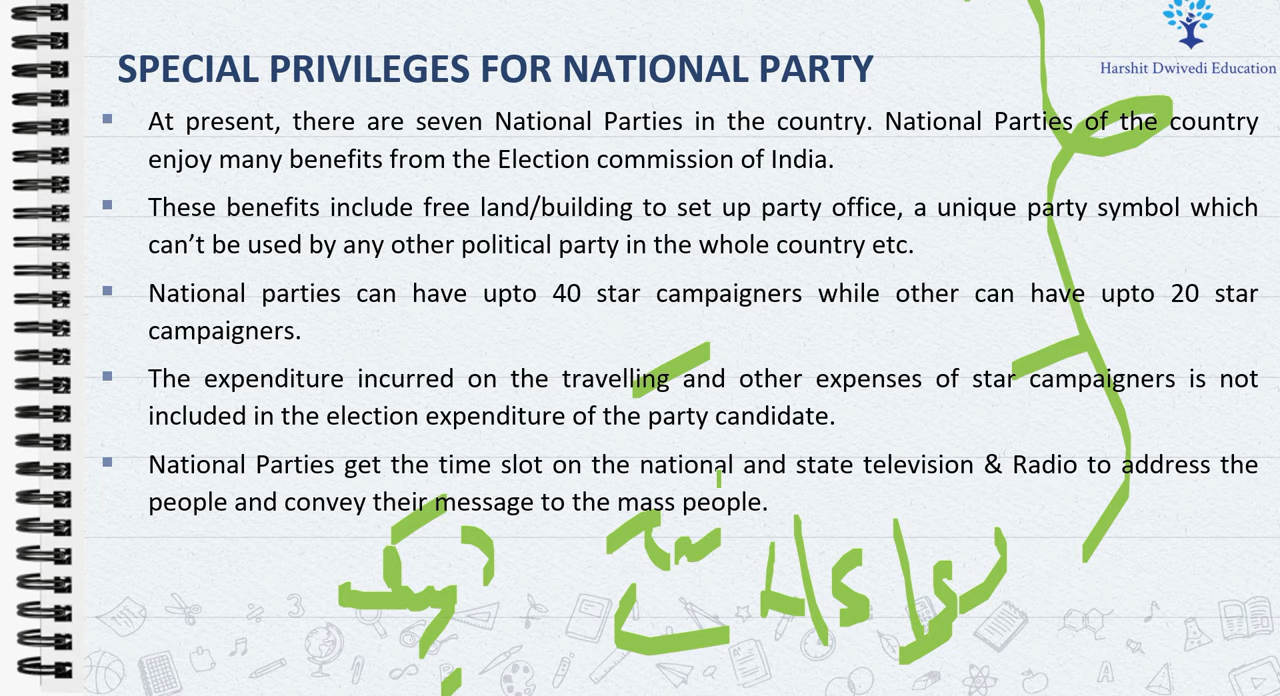 Harshit Dwivedi Education
SPECIAL PRIVILEGES FOR NATIONAL PARTY
At present, there are seven National Parties in the country. National Parties of the country
enjoy many benefits from the Election commission of India.
These benefits include free land/building to set up party office, a unique party symbol which
can’t be used by any other political party in the whole country etc.
National parties can have upto 40 star campaigners while other can have upto 20 star
campaigners.
The expenditure incurred on the travelling and other expenses of star campaigners is not
included in the election expenditure of the party candidate.
National Parties get the time slot on the national and state television & Radio to address the
people and convey their message to the mass people.